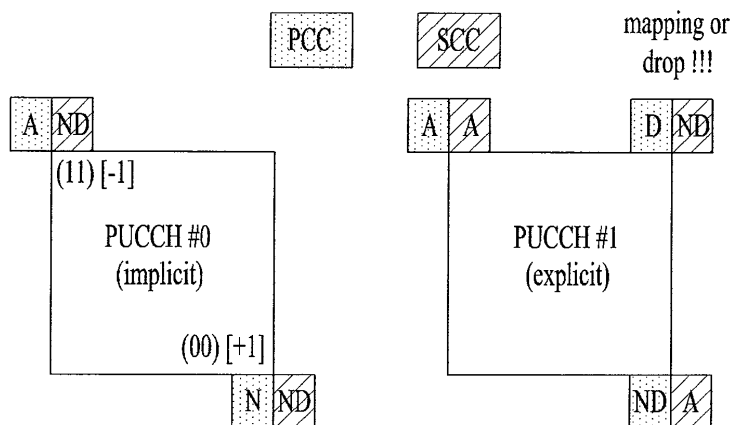 PCC
SCC
mapping or
drop !!!
A ND
A A
D ND
(11) [-1]
PUCCH #0
(implicit)
PUCCH #1
(explicit)
(00) [+1]
N ND
ND A